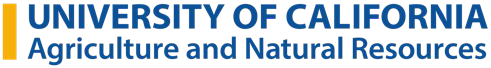 UNIVERSITY OF CALIFORNIA
Agriculture and Natural Resources